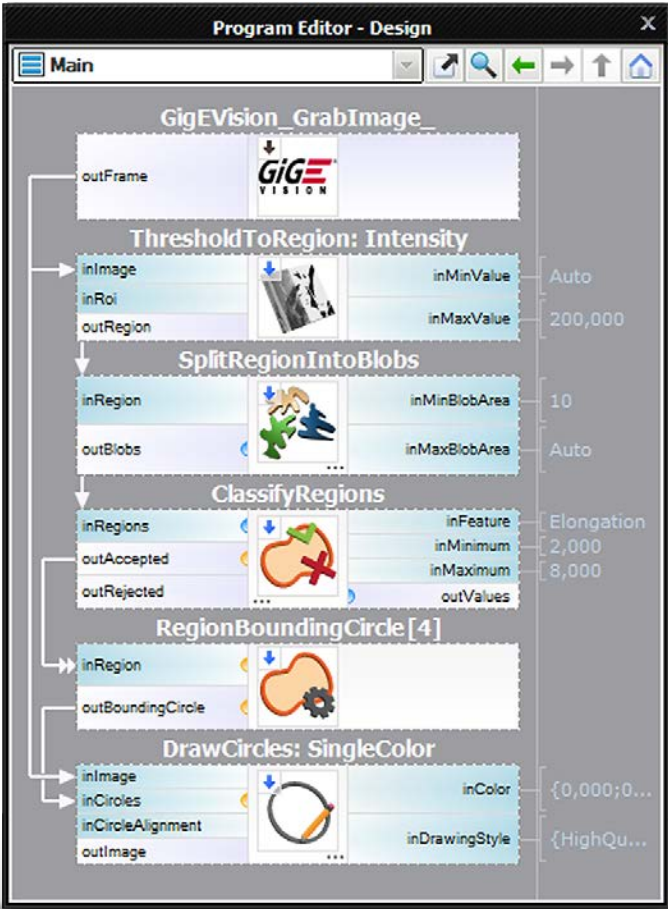 Program Editor - Design
x
Main
GigEVision_GrabImage_
outFrame
GiGE
VISION
ThresholdToRegion: Intensity
inImage
inRoi
outRegion
inMinValue
inMaxValue
Auto
200,000
SplitRegionIntoBlobs
inRegion
outBlobs
inMinBlobArea
inMaxBlobArea
10
Auto
...
ClassifyRegions
inRegions
outAccepted
outRejected
inFeature
inMinimum
inMaximum
outValues
Elongation
2,000
8,000
...
RegionBoundingCircle[4]
inRegion
outBoundingCircle
DrawCircles: SingleColor
inImage
inCircles
inCircleAlignment
outImage
inColor
inDrawingStyle
{0,000;0...
{HighQu...
...